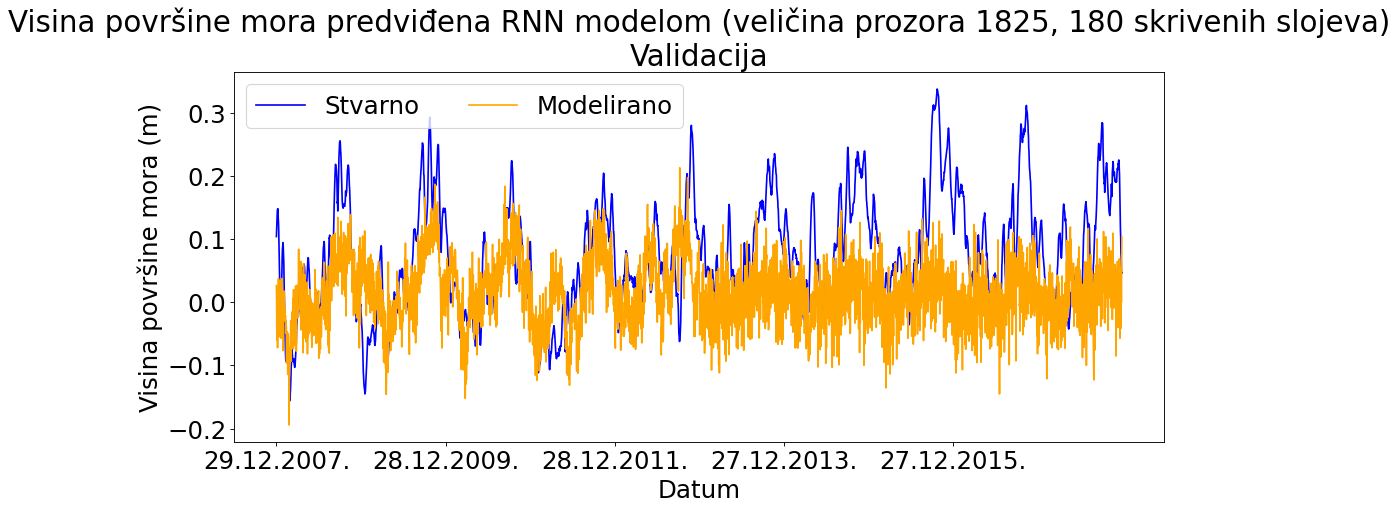 Visina površine mora predviđena RNN modelom (veličina prozora 1825, 180 skrivenih slojeva)
Validacija
Stvarno Modelirano
Visina površine mora (m)
0.3
0.2
0.1
0.0
−0.1
−0.2
29.12.2007. 28.12.2009. 28.12.2011. 27.12.2013. 27.12.2015.
Datum